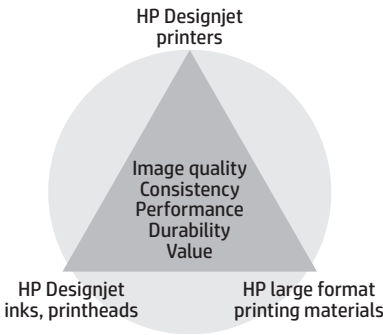 HP Designjet
printers
Image quality
Consistency
Performance
Durability
Value
HP Designjet
inks, printheads
HP large format
printing materials